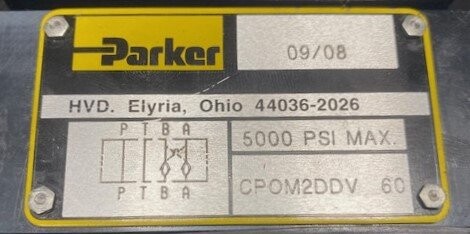 Parker
09/08
HVD. Elyria, Ohio 44036-2026
P T B A
5000 PSI MAX.
P T B A
CPOM2DDV 60